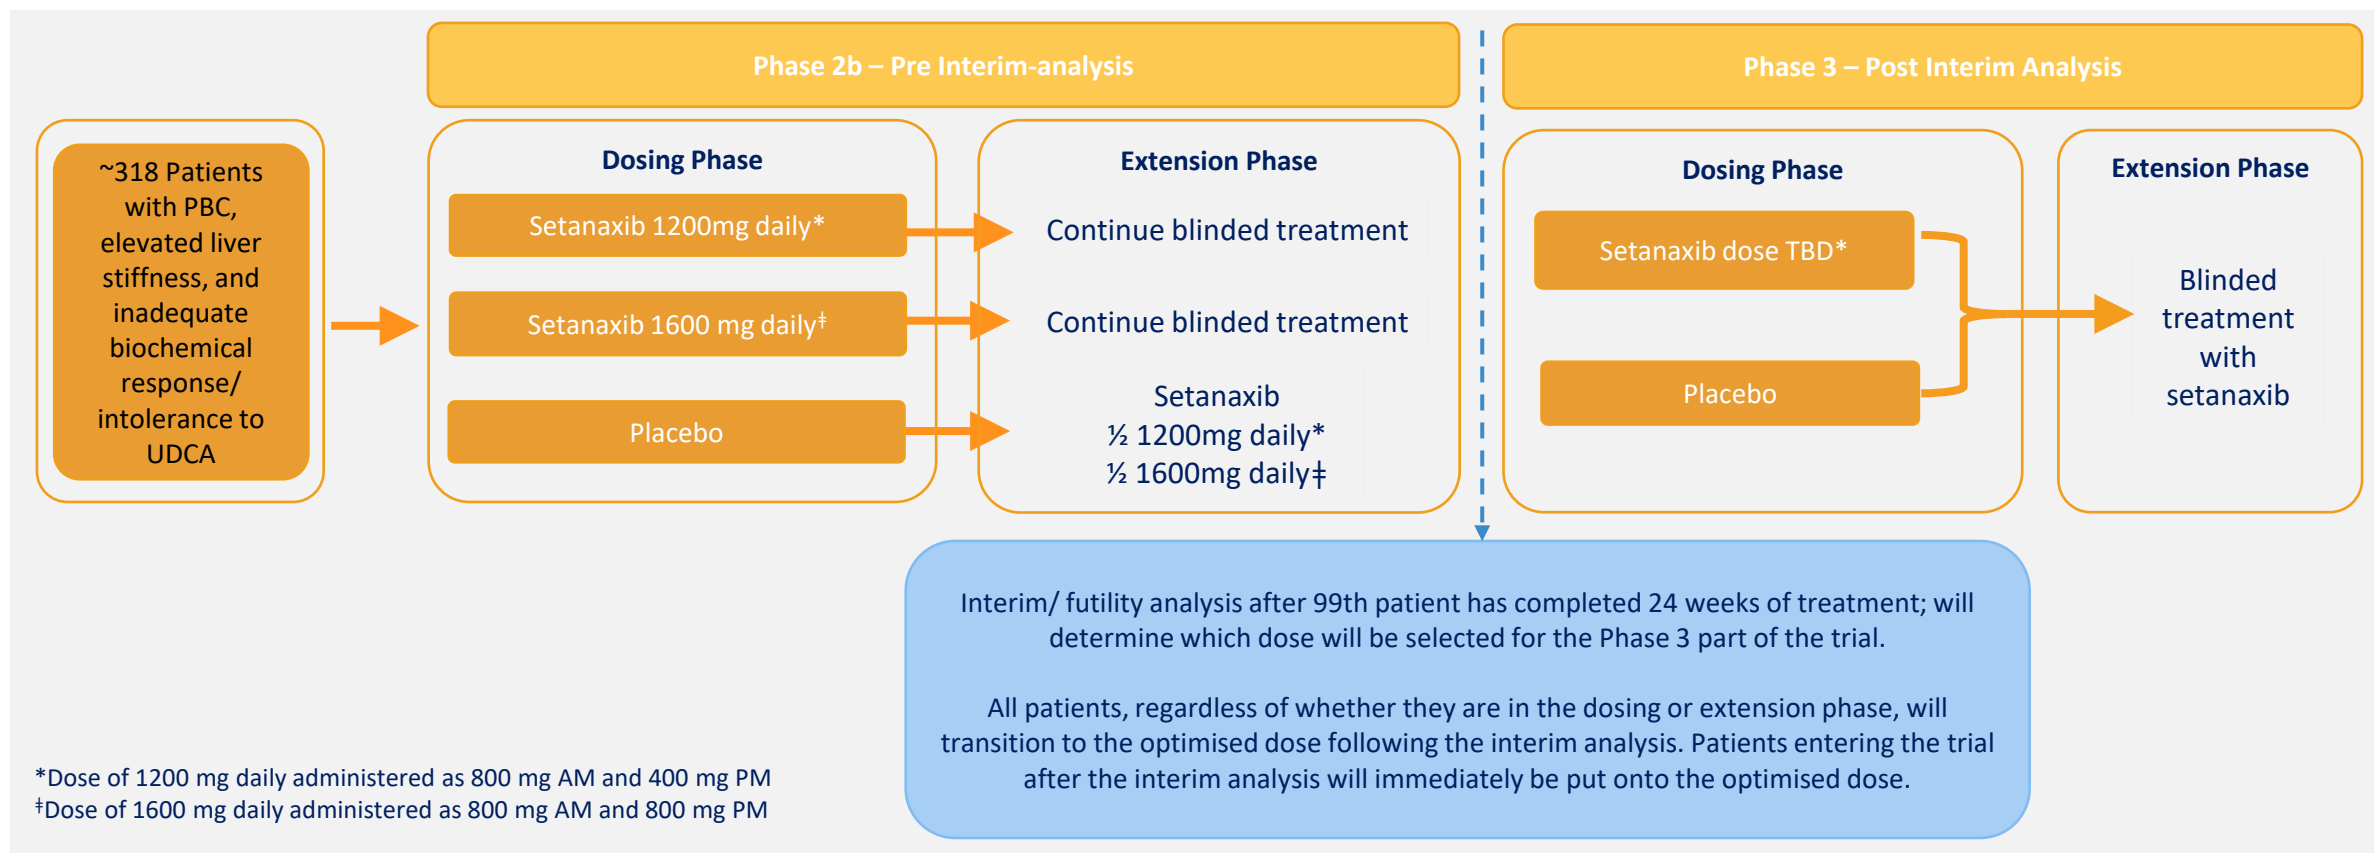 Phase 2b – Pre Interim-analysis
Phase 3 – Post Interim Analysis
~318 Patients
with PBC,
elevated liver
stiffness, and
inadequate
biochemical
response/
intolerance to
UDCA
Dosing Phase
Setanaxib 1200mg daily*
Setanaxib 1600 mg daily‡
Placebo
Extension Phase
Continue blinded treatment
Continue blinded treatment
Setanaxib
½ 1200mg daily*
½ 1600mg daily‡
Dosing Phase
Setanaxib dose TBD*
Placebo
Extension Phase
Blinded
treatment
with
setanaxib
Interim/ futility analysis after 99th patient has completed 24 weeks of treatment; will
determine which dose will be selected for the Phase 3 part of the trial.
All patients, regardless of whether they are in the dosing or extension phase, will
transition to the optimised dose following the interim analysis. Patients entering the trial
after the interim analysis will immediately be put onto the optimised dose.
*Dose of 1200 mg daily administered as 800 mg AM and 400 mg PM
‡Dose of 1600 mg daily administered as 800 mg AM and 800 mg PM